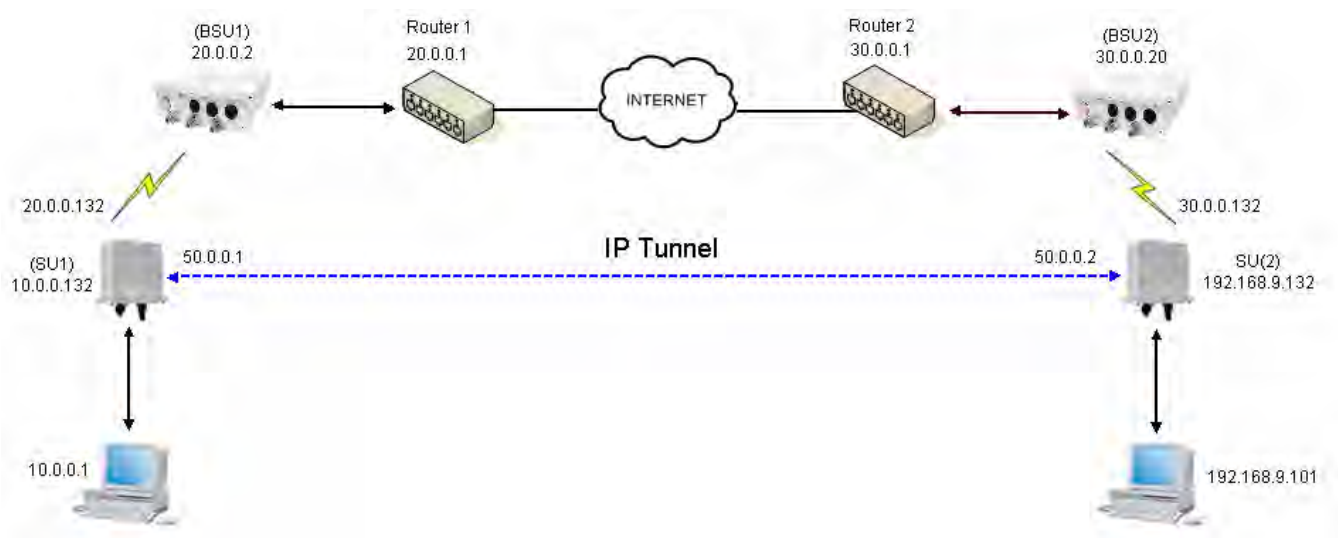 (BSU1)
20.0.0.2
Router 1
20.0.0.1
INTERNET
Router 2
30.0.0.1
(BSU2)
30.0.0.20
20.0.0.132
30.0.0.132
(SU1)
10.0.0.132
50.0.0.1
IP Tunnel
50.0.0.2
SU(2)
192.168.9.132
10.0.0.1
192.168.9.101